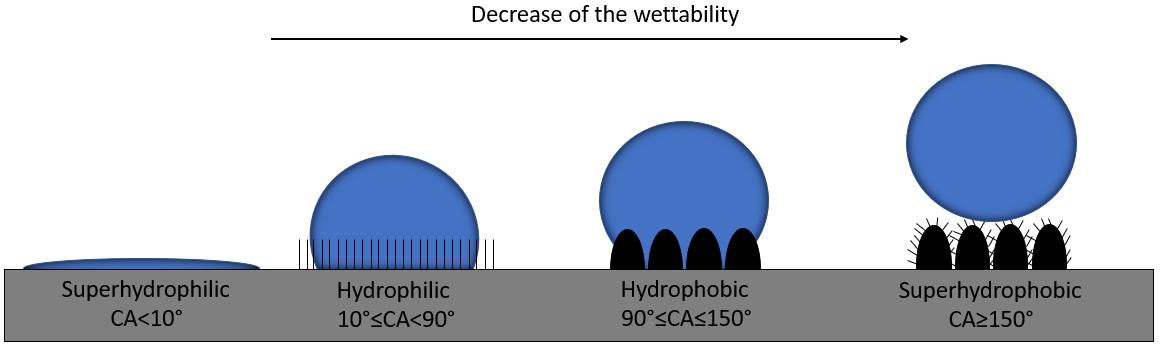 Decrease of the wettability
Superhydrophilic
CA<10°
Hydrophilic
10°≤CA<90°
Hydrophobic
90°≤CA≤150°
Superhydrophobic
CA≥150°